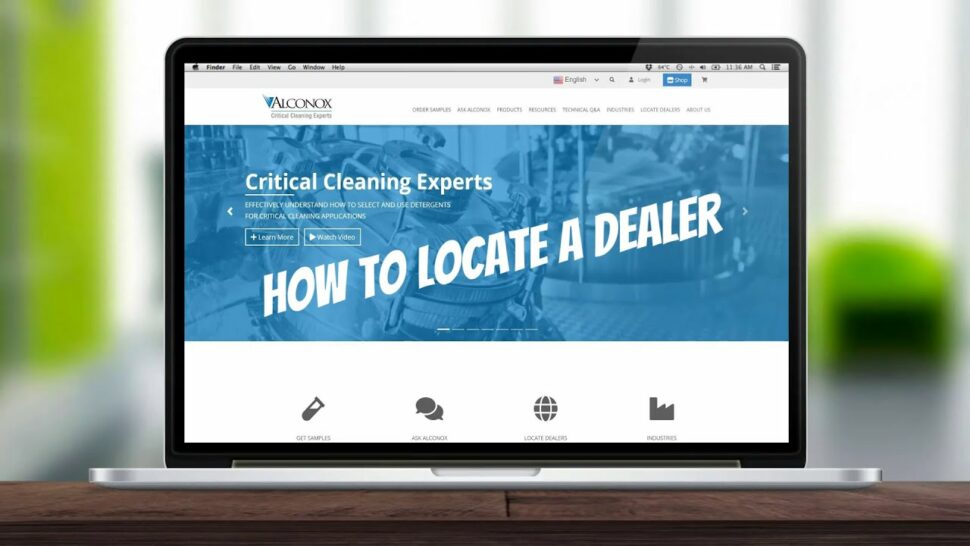 Finder File Edit View Go Window Help
54°C 11:36 AM
English Login Shop
ALCONOX
Critical Cleaning Experts
ORDER SAMPLES ASK ALCONOX PRODUCTS RESOURCES TECHNICAL Q&A INDUSTRIES LOCATE DEALERS ABOUT US
Critical Cleaning Experts
EFFECTIVELY UNDERSTAND HOW TO SELECT AND USE DETERGENTS
FOR CRITICAL CLEANING APPLICATIONS
+ Learn More Watch Video
HOW TO LOCATE A DEALER
GET SAMPLES ASK ALCONOX LOCATE DEALERS INDUSTRIES